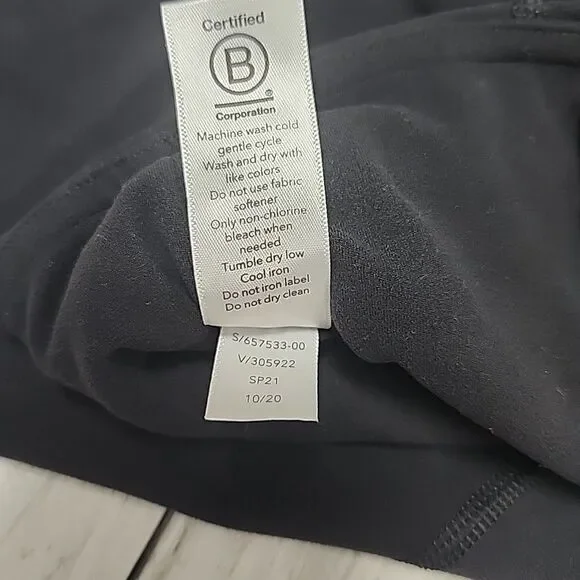 Certified
B
®
Corporation
Machine wash cold
gentle cycle
Wash and dry with
like colors
Do not use fabric
softener
Only non-chlorine
bleach when
needed
Tumble dry low
Cool iron
Do not iron label
Do not dry clean
S/657533-00
V/305922
SP21
10/20